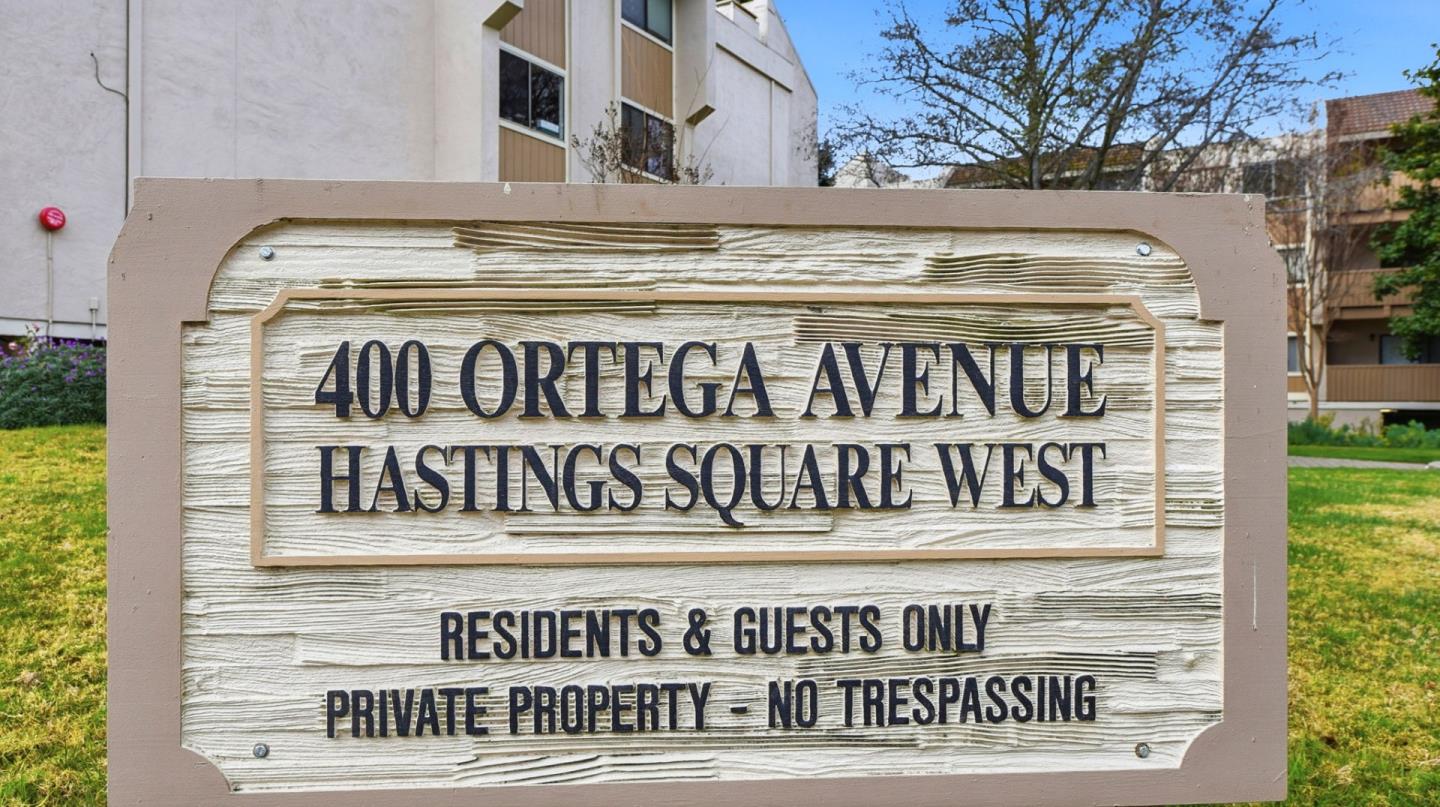 400 ORTEGA AVENUE
HASTINGS SQUARE WEST
RESIDENTS & GUESTS ONLY
PRIVATE PROPERTY - NO TRESPASSING